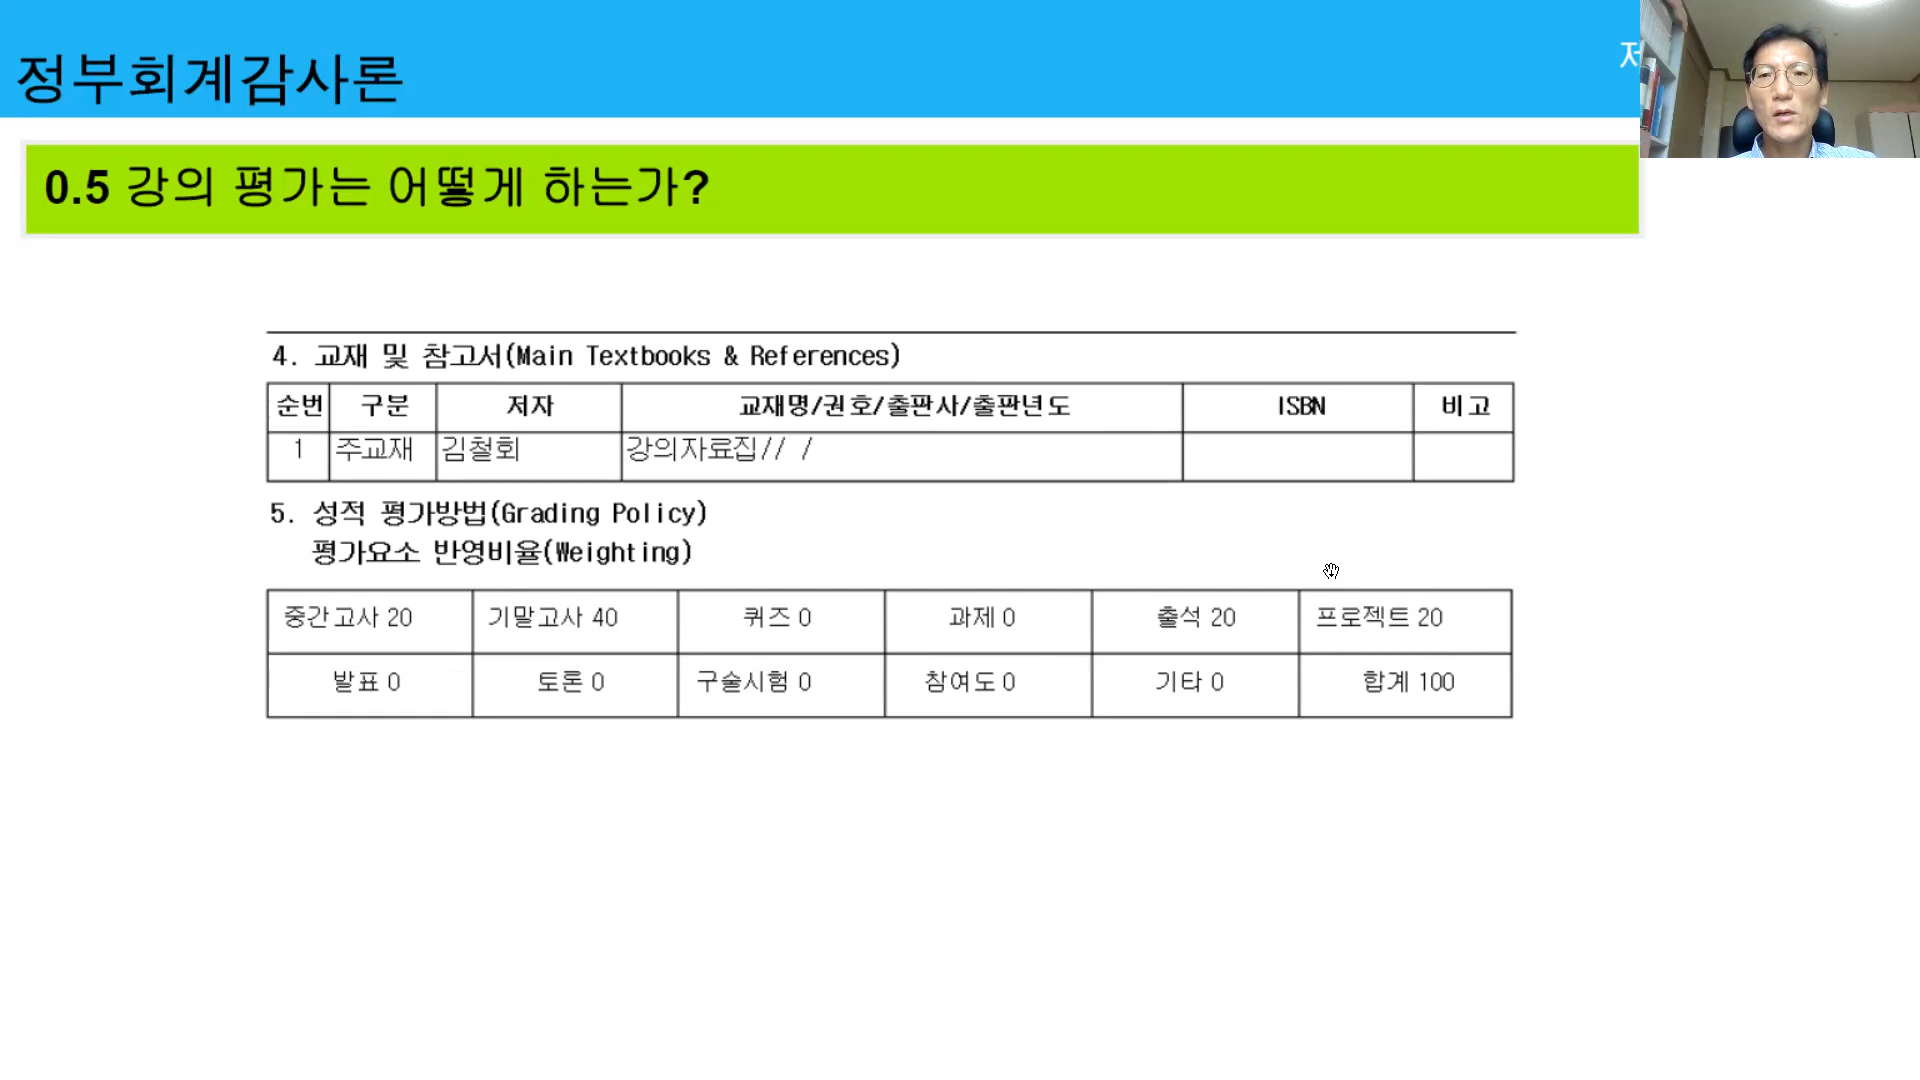 정부회계감사론
0.5 강의 평가는 어떻게 하는가?
4. 교재 및 참고서(Main Textbooks & References)
순번 구분 저자 교재명/권호/출판사/출판년도 ISBN 비고
1 주교재 김철회 강의자료집// /
5. 성적 평가방법(Grading Policy)
평가요소 반영비율(Weighting)
중간고사 20 기말고사 40 퀴즈 0 과제 0 출석 20 프로젝트 20
발표 0 토론 0 구술시험 0 참여도 0 기타 0 합계 100